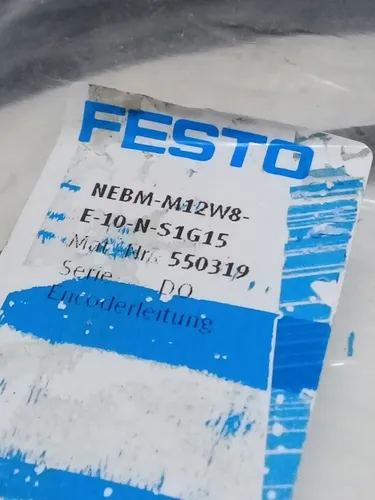 FESTO
NEBM-M12W8-
E-10-N-S1G15
Mat.-Nr. 550319
Serie DO
Encoderleitung